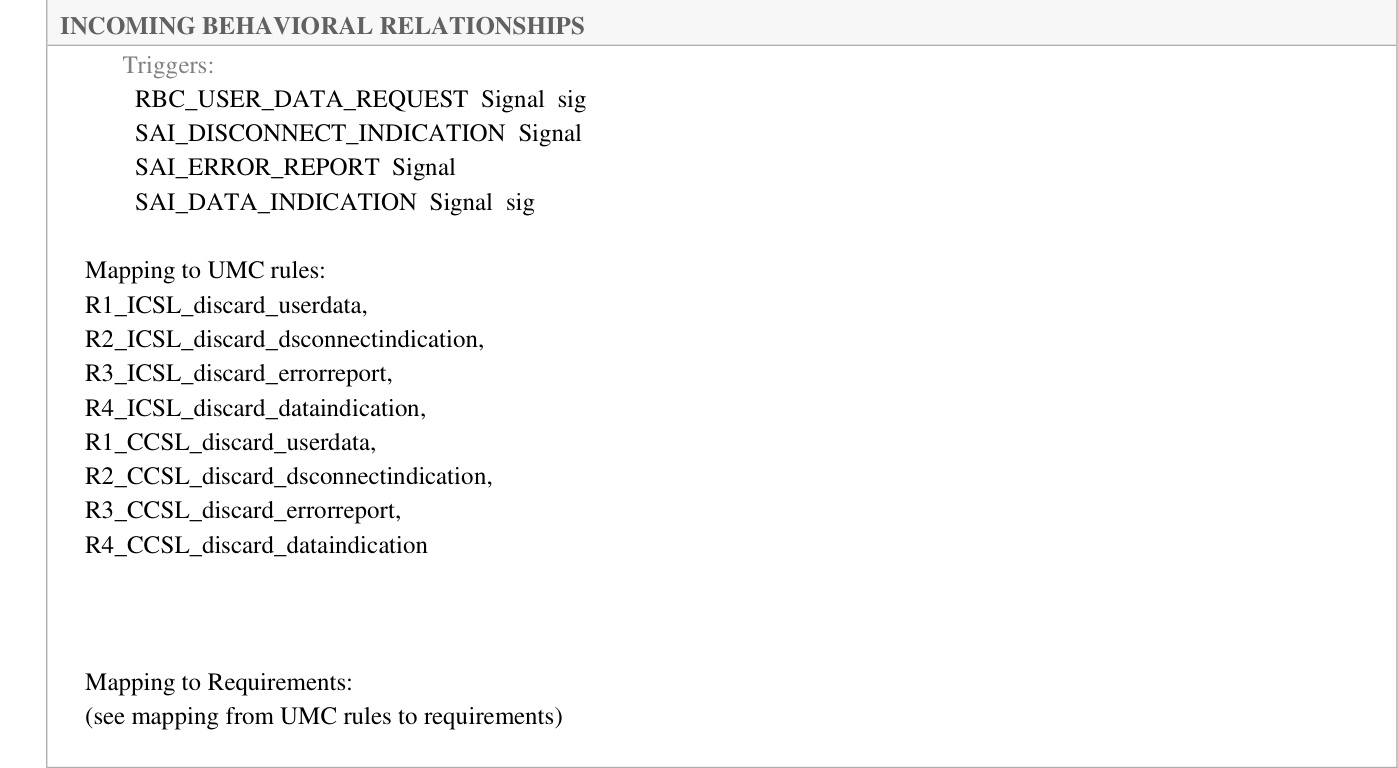 INCOMING BEHAVIORAL RELATIONSHIPS
Triggers:
RBC_USER_DATA_REQUEST Signal sig
SAI_DISCONNECT_INDICATION Signal
SAI_ERROR_REPORT Signal
SAI_DATA_INDICATION Signal sig
Mapping to UMC rules:
R1_ICSL_discard_userdata,
R2_ICSL_discard_dsconnectindication,
R3_ICSL_discard_errorreport,
R4_ICSL_discard_dataindication,
R1_CCSL_discard_userdata,
R2_CCSL_discard_dsconnectindication,
R3_CCSL_discard_errorreport,
R4_CCSL_discard_dataindication
Mapping to Requirements:
(see mapping from UMC rules to requirements)